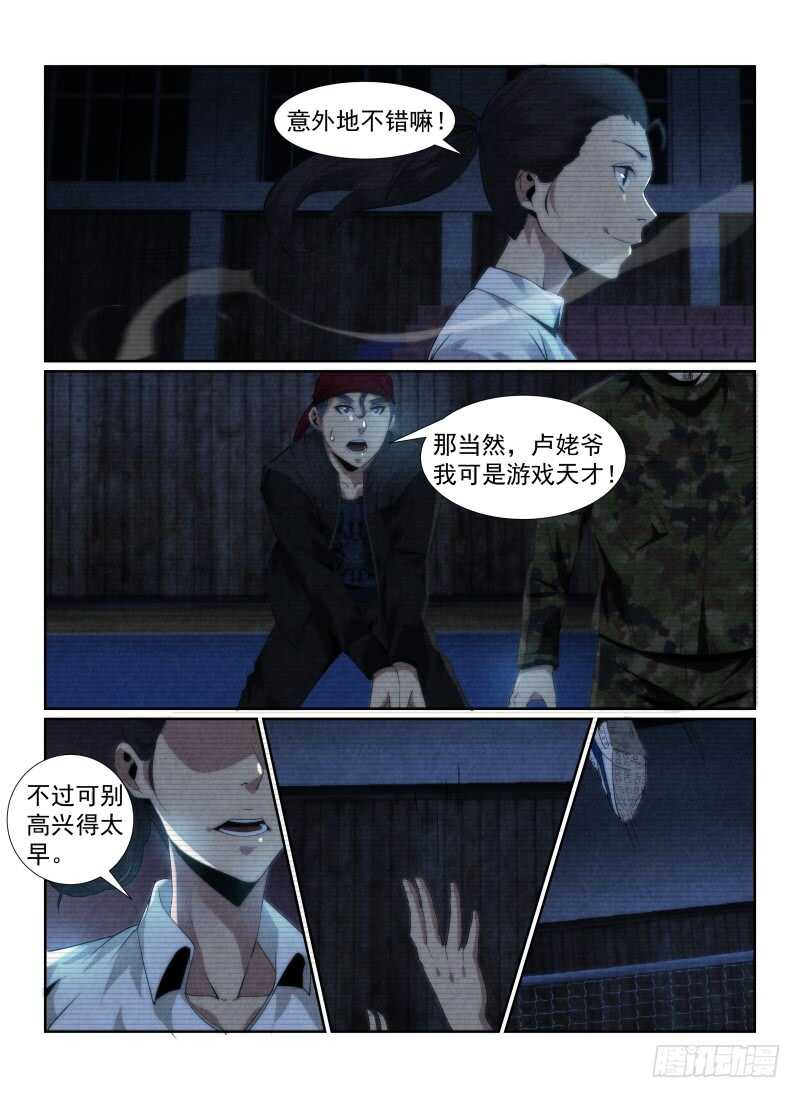 意外地不错嘛！
那当然，卢姥爷
我可是游戏天才！
不过可别
高兴得太
早。
腾讯动漫